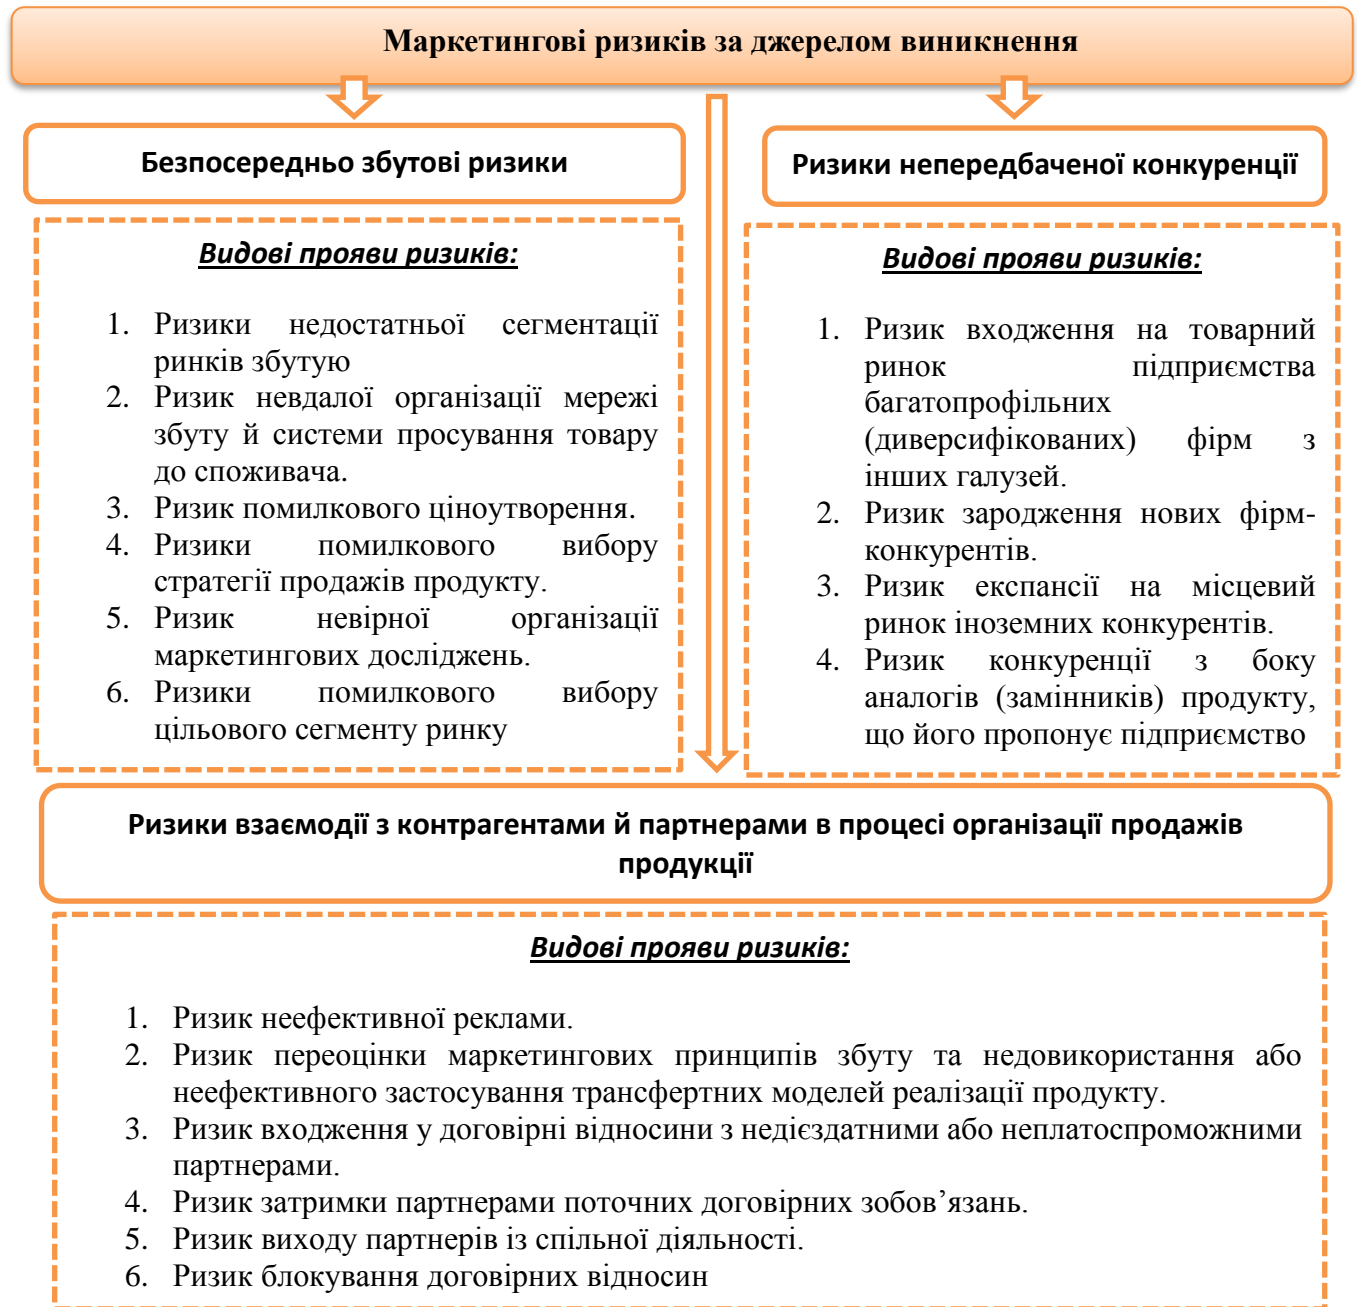 Маркетингові ризиків за джерелом виникнення
Безпосередньо збутові ризики
Видові прояви ризиків:
1. Ризики недостатньої сегментації
ринків збутую
2. Ризик невдалої організації мережі
збуту й системи просування товару
до споживача.
3. Ризик помилкового ціноутворення.
4. Ризики помилкового вибору
стратегії продажів продукту.
5. Ризик невірної організації
маркетингових досліджень.
6. Ризики помилкового вибору
цільового сегменту ринку
Ризики непередбаченої конкуренції
Видові прояви ризиків:
1. Ризик входження на товарний
ринок підприємства
багатопрофільних
(диверсифікованих) фірм з
інших галузей.
2. Ризик зародження нових фірм-
конкурентів.
3. Ризик експансії на місцевий
ринок іноземних конкурентів.
4. Ризик конкуренції з боку
аналогів (замінників) продукту,
що його пропонує підприємство
Ризики взаємодії з контрагентами й партнерами в процесі організації продажів
продукції
Видові прояви ризиків:
1. Ризик неефективної реклами.
2. Ризик переоцінки маркетингових принципів збуту та недовикористання або
неефективного застосування трансфертних моделей реалізації продукту.
3. Ризик входження у договірні відносини з недієздатними або неплатоспроможними
партнерами.
4. Ризик затримки партнерами поточних договірних зобов’язань.
5. Ризик виходу партнерів із спільної діяльності.
6. Ризик блокування договірних відносин